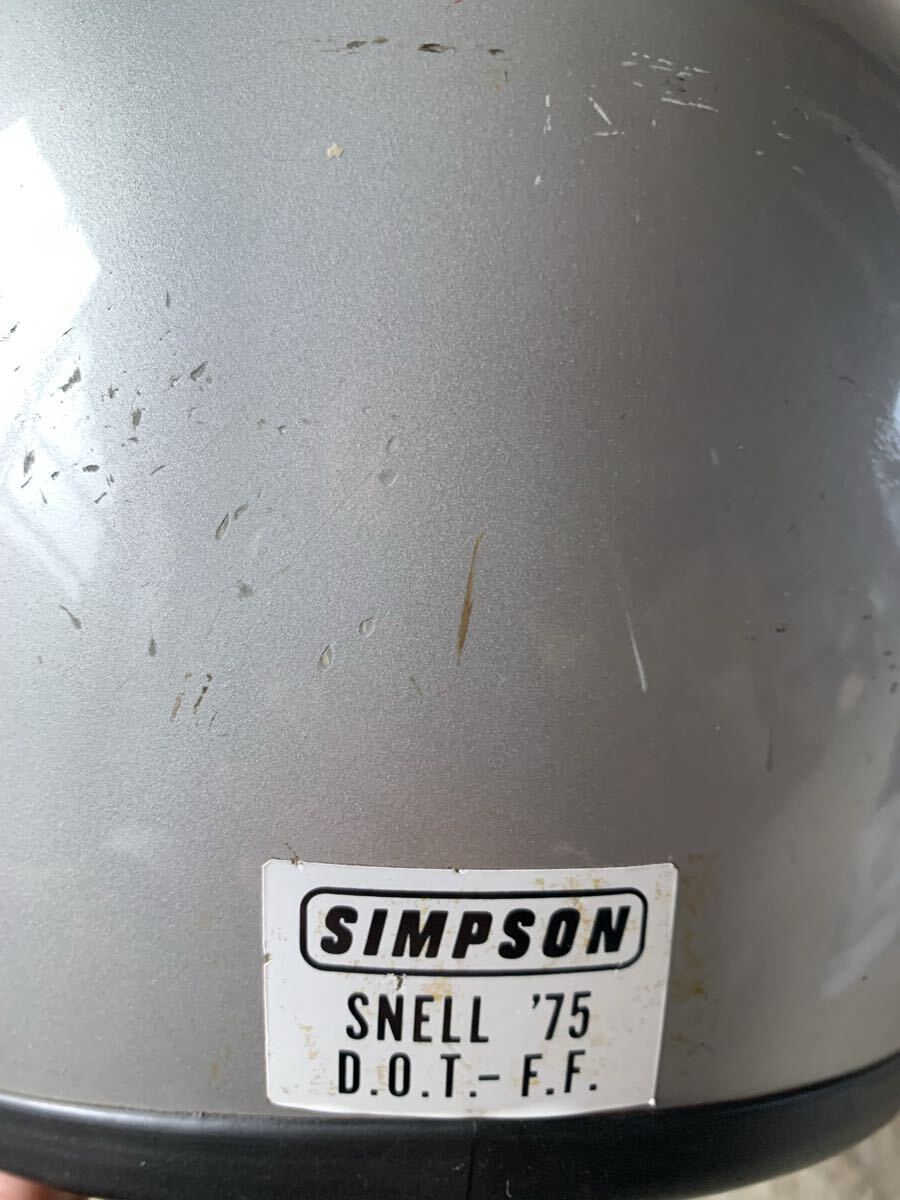 SIMPSON
SNELL '75
D.O.T.- F.F.